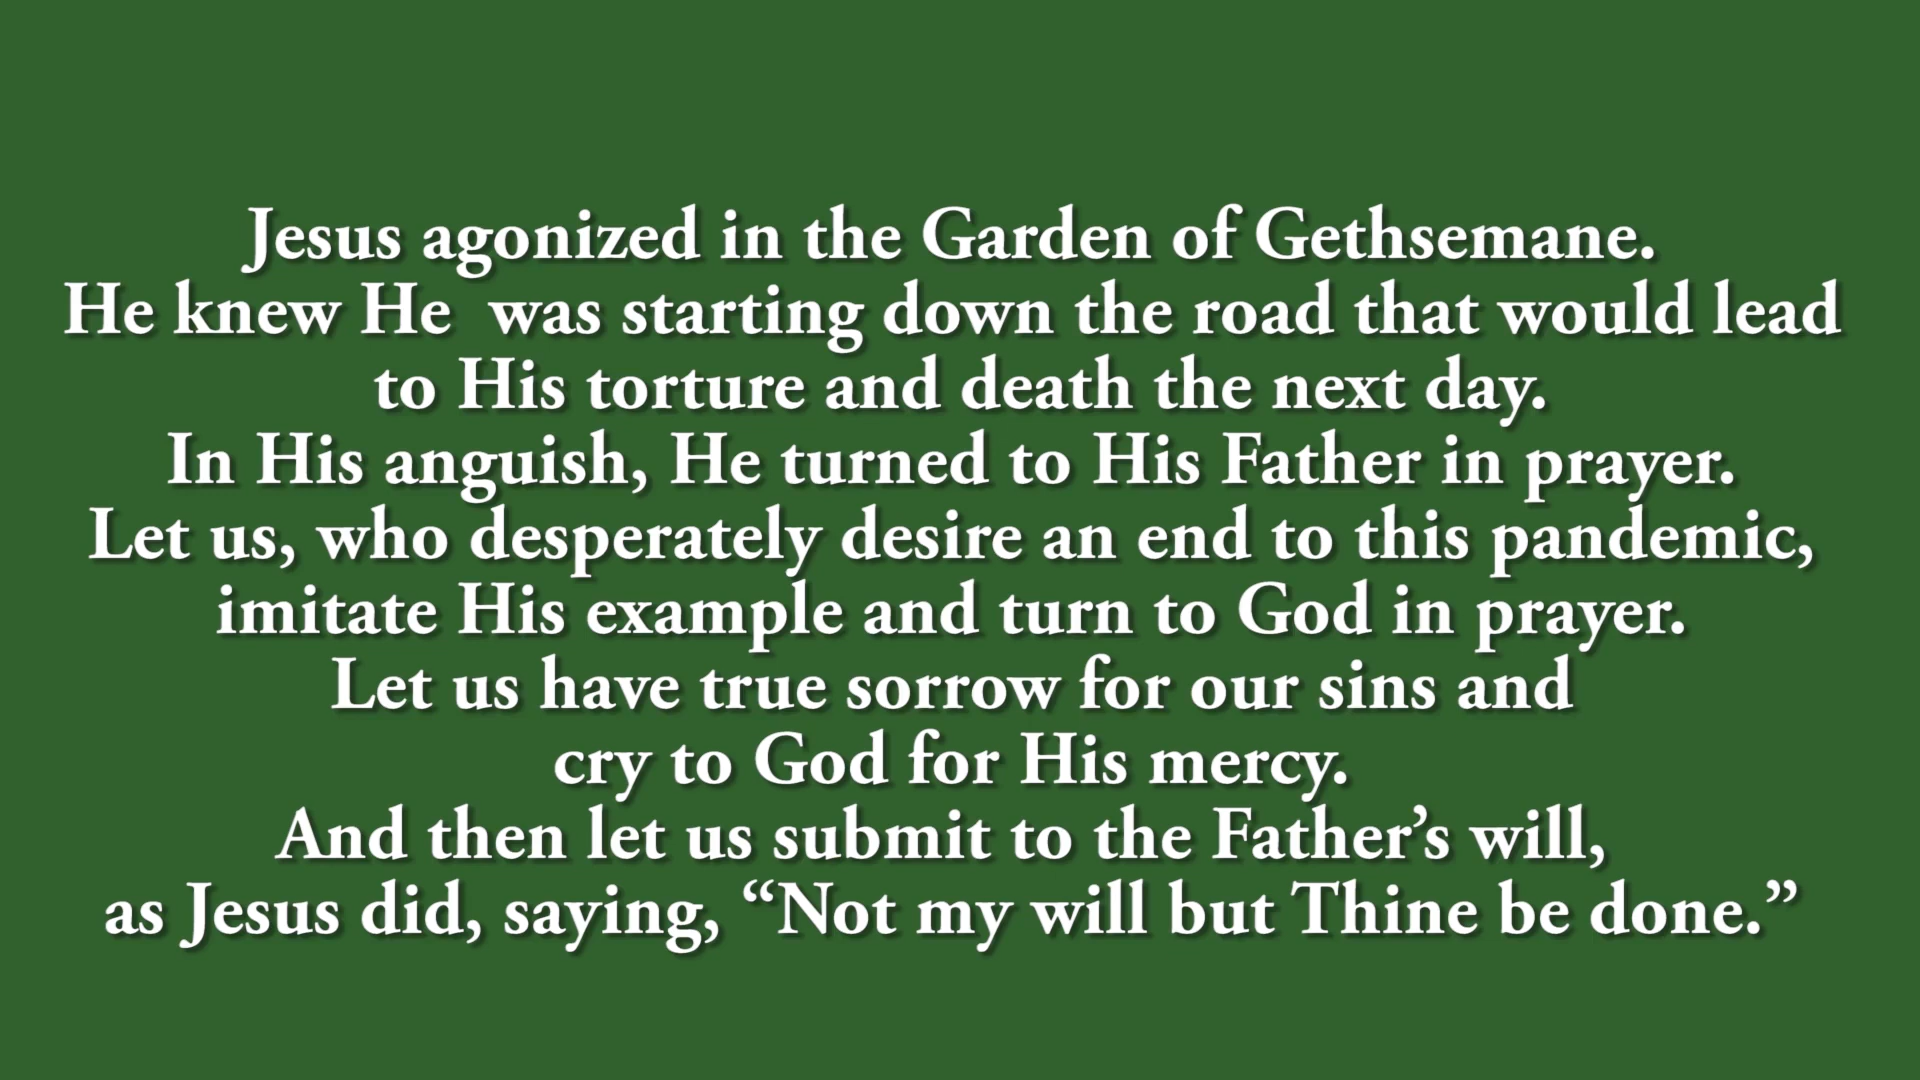 Jesus agonized in the Garden of Gethsemane.
He knew He  was starting down the road that would lead
to His torture and death the next day.
In His anguish, He turned to His Father in prayer.
Let us, who desperately desire an end to this pandemic,
imitate His example and turn to God in prayer.
Let us have true sorrow for our sins and
cry to God for His mercy.
And then let us submit to the Father’s will,
as Jesus did, saying, “Not my will but Thine be done.”